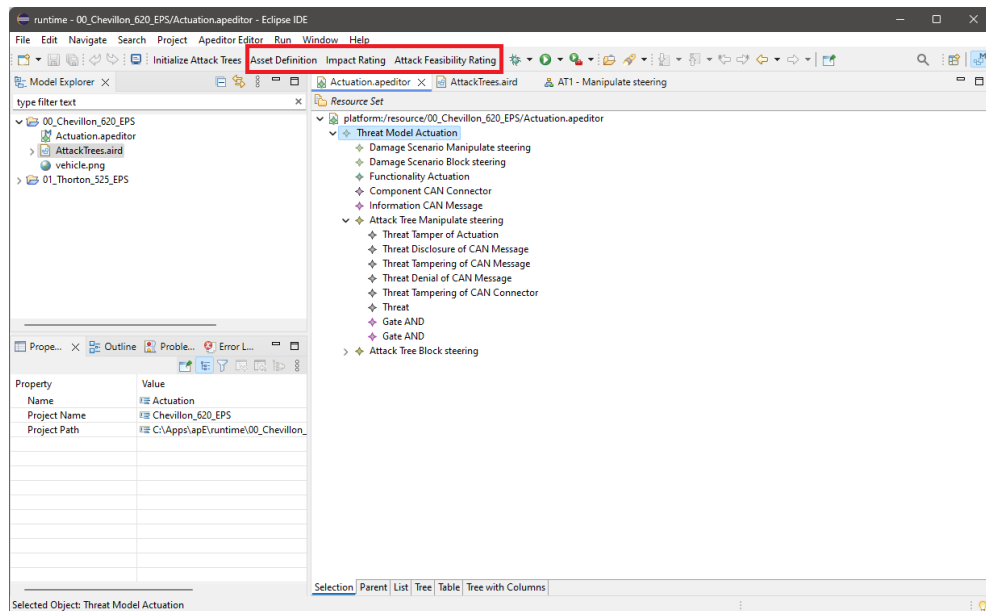 runtime - 00_Chevillon_620_EPS/Actuation.apeditor - Eclipse IDE
File Edit Navigate Search Project Apeditor Editor Run Window Help
Initialize Attack Trees Asset Definition Impact Rating Attack Feasibility Rating
Model Explorer
type filter text
00_Chevillon_620_EPS
Actuation.apeditor
AttackTrees.aird
vehicle.png
01_Thorton_525_EPS
Actuation.apeditor AttackTrees.aird AT1 - Manipulate steering
Resource Set
platform:/resource/00_Chevillon_620_EPS/Actuation.apeditor
Threat Model Actuation
Damage Scenario Manipulate steering
Damage Scenario Block steering
Functionality Actuation
Component CAN Connector
Information CAN Message
Attack Tree Manipulate steering
Threat Tamper of Actuation
Threat Disclosure of CAN Message
Threat Tampering of CAN Message
Threat Denial of CAN Message
Threat Tampering of CAN Connector
Threat
Gate AND
Gate AND
Attack Tree Block steering
Prope... Outline Proble... Error L...
Property Value
Name Actuation
Project Name Chevillon_620_EPS
Project Path C:\Apps\apE\runtime\00_Chevillon_
Selection Parent List Tree Table Tree with Columns
Selected Object: Threat Model Actuation